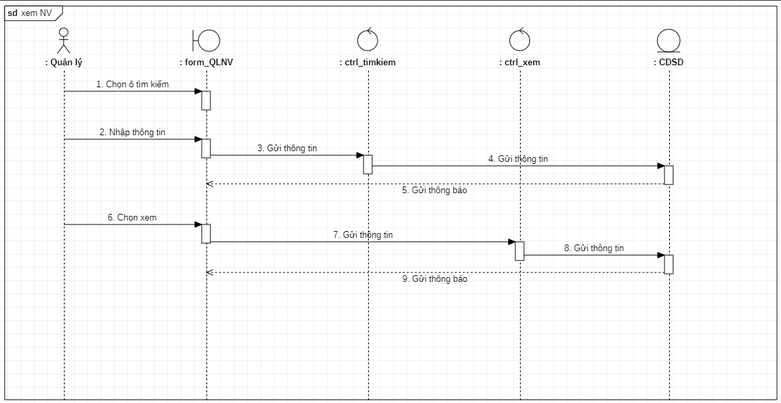 sd xem NV
: Quản lý
: form_QLNV
: ctrl_timkiem
: ctrl_xem
: CDSD
1. Chọn ô tìm kiếm
2. Nhập thông tin
3. Gửi thông tin
4. Gửi thông tin
5. Gửi thông báo
6. Chọn xem
7. Gửi thông tin
8. Gửi thông tin
9. Gửi thông báo